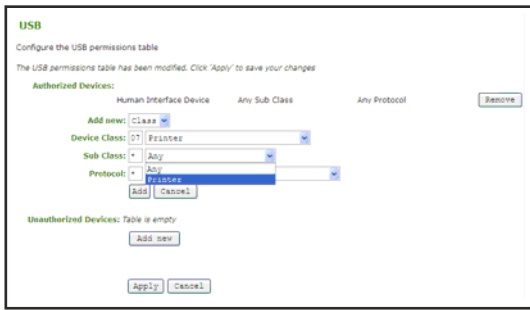 USB
Configure the USB permissions table
The USB permissions table has been modified. Click 'Apply' to save your changes
Authorized Devices:
Human Interface Device Any Sub Class Any Protocol Remove
Add new: Class
Device Class: 07 Printer
Sub Class: * Any
Any
Protocol: *
Printer
Add Cancel
Unauthorized Devices: Table is empty
Add new
Apply Cancel